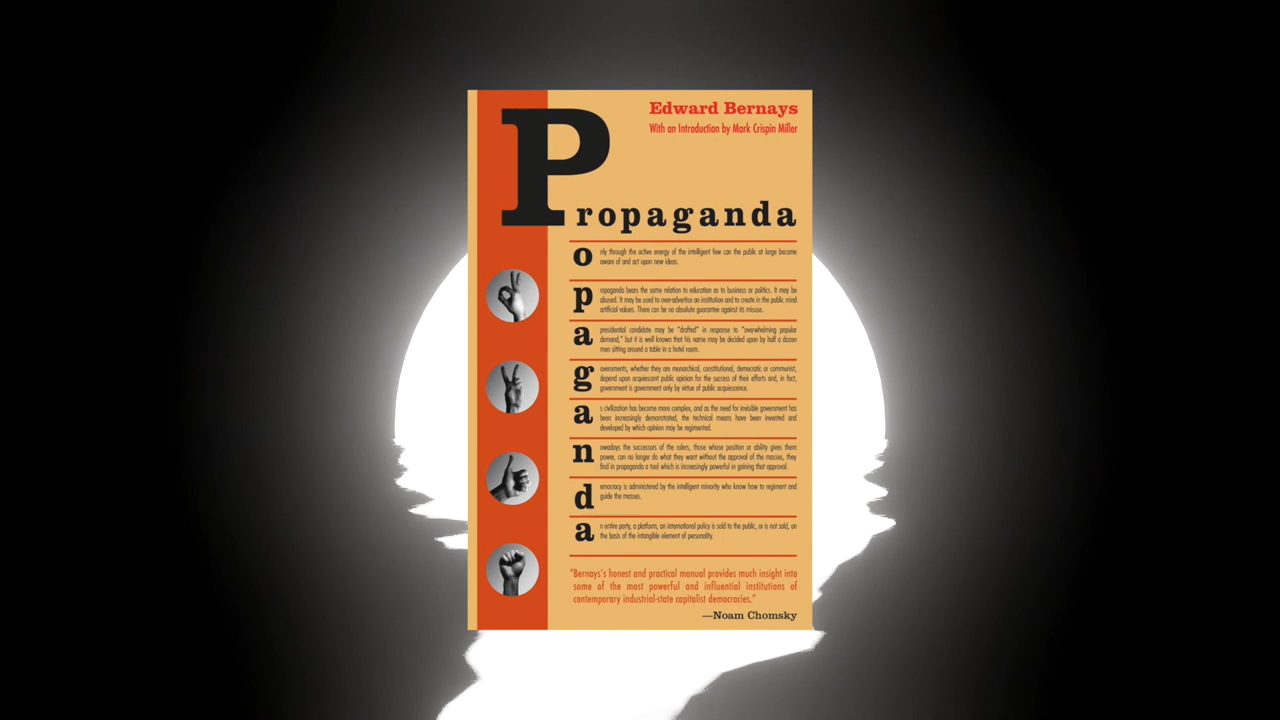 Edward Bernays
With an Introduction by Mark Crispin Miller
Propaganda
only through the active energy of the intelligent few can the public at large become
aware of and act upon new ideas.
propaganda bears the same relation to education as to business or politics. It may be
abused. It may be used to over-advertise an institution and to create in the public mind
artificial values. There can be no absolute guarantee against its misuse.
a presidential candidate may be "drafted" in response to "overwhelming popular
demand," but it is well known that his name may be decided upon by half a dozen
men sitting around a table in a hotel room.
governments, whether they are monarchical, constitutional, democratic or communist,
depend upon acquiescent public opinion for the success of their efforts and, in fact,
government is government only by virtue of public acquiescence.
as civilization has become more complex, and as the need for invisible government has
been increasingly demonstrated, the technical means have been invented and
developed by which opinion may be regimented.
nowadays the successors of the rulers, those whose position or ability gives them
power, can no longer do what they want without the approval of the masses, they
find in propaganda a tool which is increasingly powerful in gaining that approval.
democracy is administered by the intelligent minority who know how to regiment and
guide the masses.
an entire party, a platform, an international policy is sold to the public, or is not sold, on
the basis of the intangible element of personality.
"Bernays's honest and practical manual provides much insight into
some of the most powerful and influential institutions of
contemporary industrial-state capitalist democracies."
—Noam Chomsky